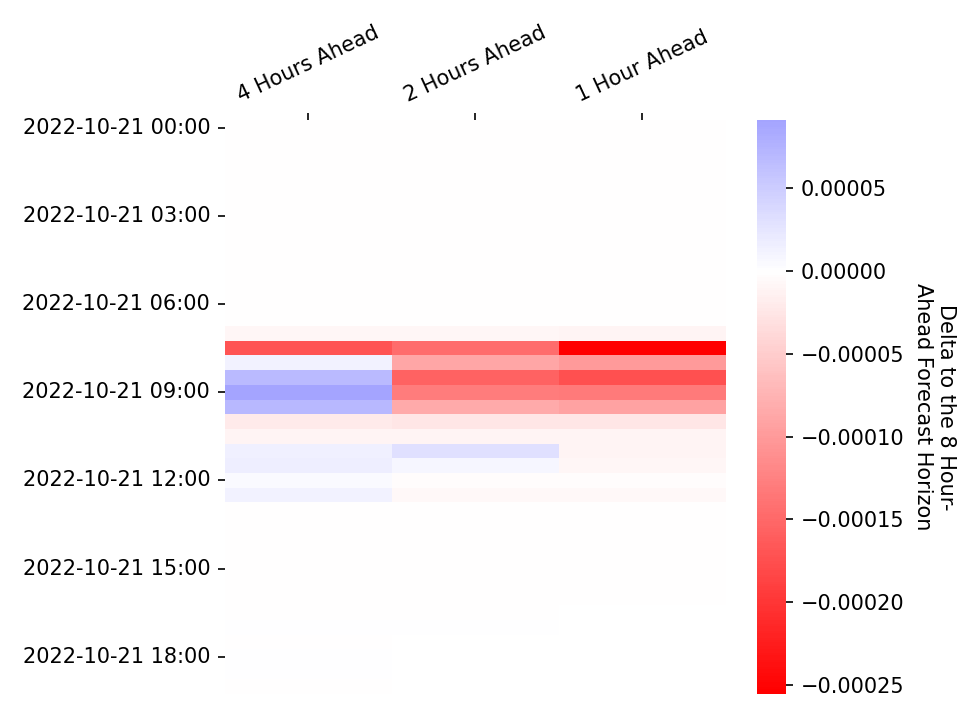 4 Hours Ahead
2 Hours Ahead
1 Hour Ahead
2022-10-21 00:00
2022-10-21 03:00
2022-10-21 06:00
2022-10-21 09:00
2022-10-21 12:00
2022-10-21 15:00
2022-10-21 18:00
0.00005
0.00000
−0.00005
−0.00010
−0.00015
−0.00020
−0.00025
Delta to the 8 Hour-
Ahead Forecast Horizon